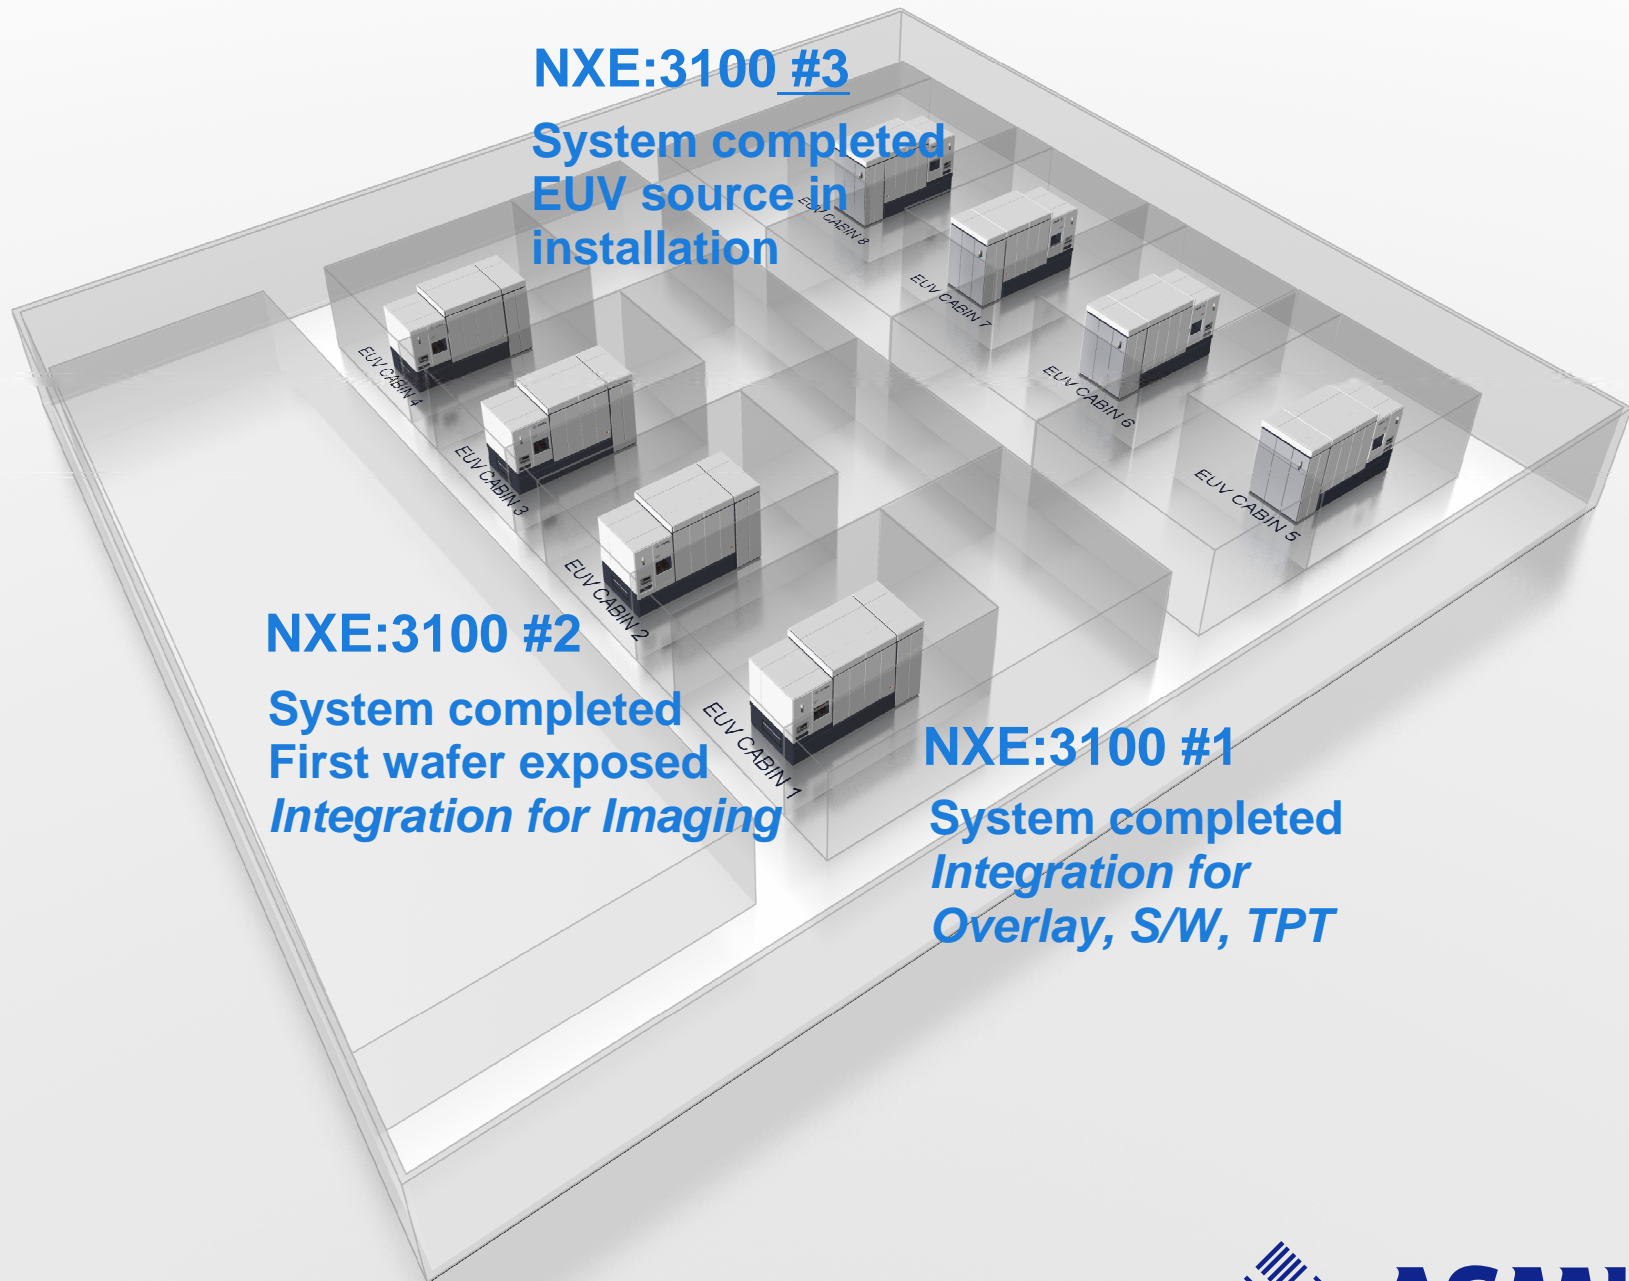 NXE:3100 #3
System completed
EUV source in
installation
EUV CABIN 8
EUV CABIN 7
EUV CABIN 6
EUV CABIN 5
EUV CABIN 4
EUV CABIN 3
EUV CABIN 2
EUV CABIN 1
NXE:3100 #2
System completed
First wafer exposed
Integration for Imaging
NXE:3100 #1
System completed
Integration for
Overlay, S/W, TPT